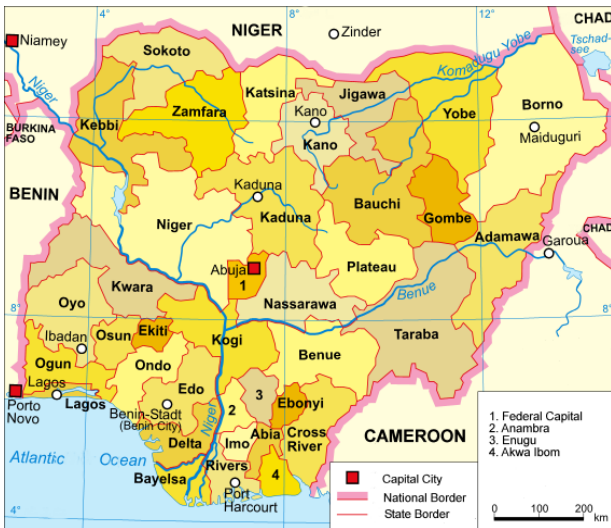 4°
8°
12°
CHAD
NIGER
Zinder
Niamey
Sokoto
Komadugu Yobe
Tschad-
see
Niger
Katsina
Jigawa
Yobe
Borno
Zamfara
Kano
Kebbi
Kano
Maiduguri
BURKINA
FASO
BENIN
Kaduna
Bauchi
Gombe
Niger
Kaduna
Adamawa
CHAD
Garoua
Plateau
Abuja
1
Kwara
Nassarawa
Benue
Oyo
8°
8°
Taraba
Ibadan
Osun
Ekiti
Kogi
Benue
Ogun
Ondo
Lagos
Lagos
Edo
3
Ebonyi
Porto
Novo
Benin-Stadt
(Benin City)
Niger
2
Cross
River
CAMEROON
Delta
Imo
Abia
Atlantic Ocean
Bayelsa
Rivers
4
Port
Harcourt
4°
1. Federal Capital
2. Anambra
3. Enugu
4. Akwa Ibom
Capital City
National Border
State Border
0 100 200
km